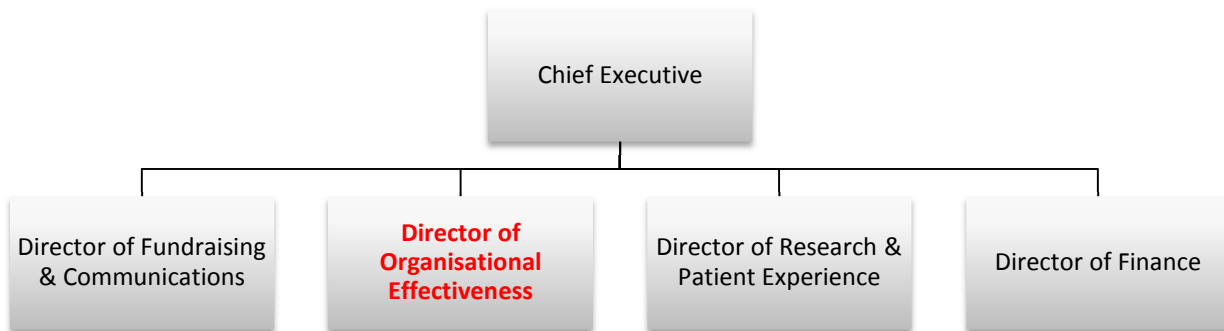 Chief Executive
Director of Fundraising
& Communications
Director of
Organisational
Effectiveness
Director of Research &
Patient Experience
Director of Finance